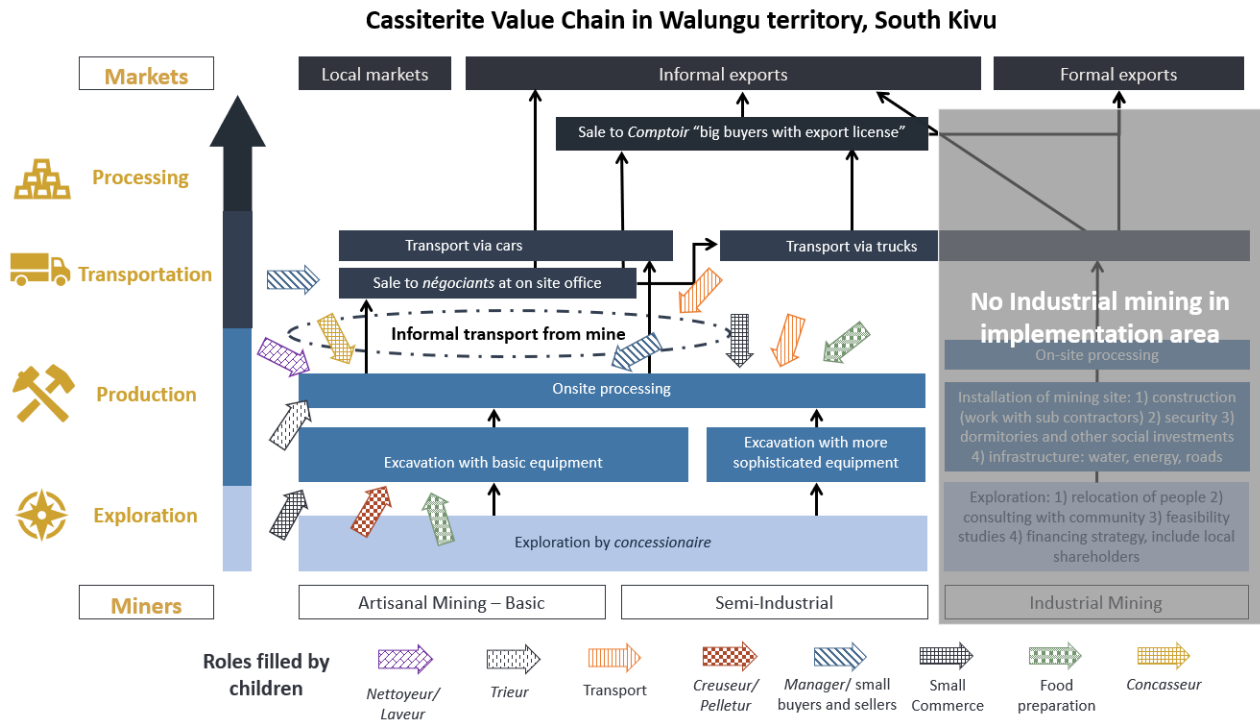 Cassiterite Value Chain in Walungu territory, South Kivu
Markets
Local markets
Informal exports
Formal exports
Sale to Comptoir “big buyers with export license”
Processing
Transport via cars
Transport via trucks
Transportation
Sale to négociants at on site office
No Industrial mining in
implementation area
Informal transport from mine
On-site processing
Production
Onsite processing
Installation of mining site: 1) construction
(work with sub contractors) 2) security 3)
dormitories and other social investments
4) infrastructure: water, energy, roads
Excavation with basic equipment
Excavation with more
sophisticated equipment
Exploration
Exploration by concessionaire
Exploration: 1) relocation of people 2)
consulting with community 3) feasibility
studies 4) financing strategy, include local
shareholders
Miners
Artisanal Mining – Basic
Semi-Industrial
Industrial Mining
Roles filled by
children
Nettoyeur/
Laveur
Trieur
Transport
Creuseur/
Pelletur
Manager/ small
buyers and sellers
Small
Commerce
Food
preparation
Concasseur